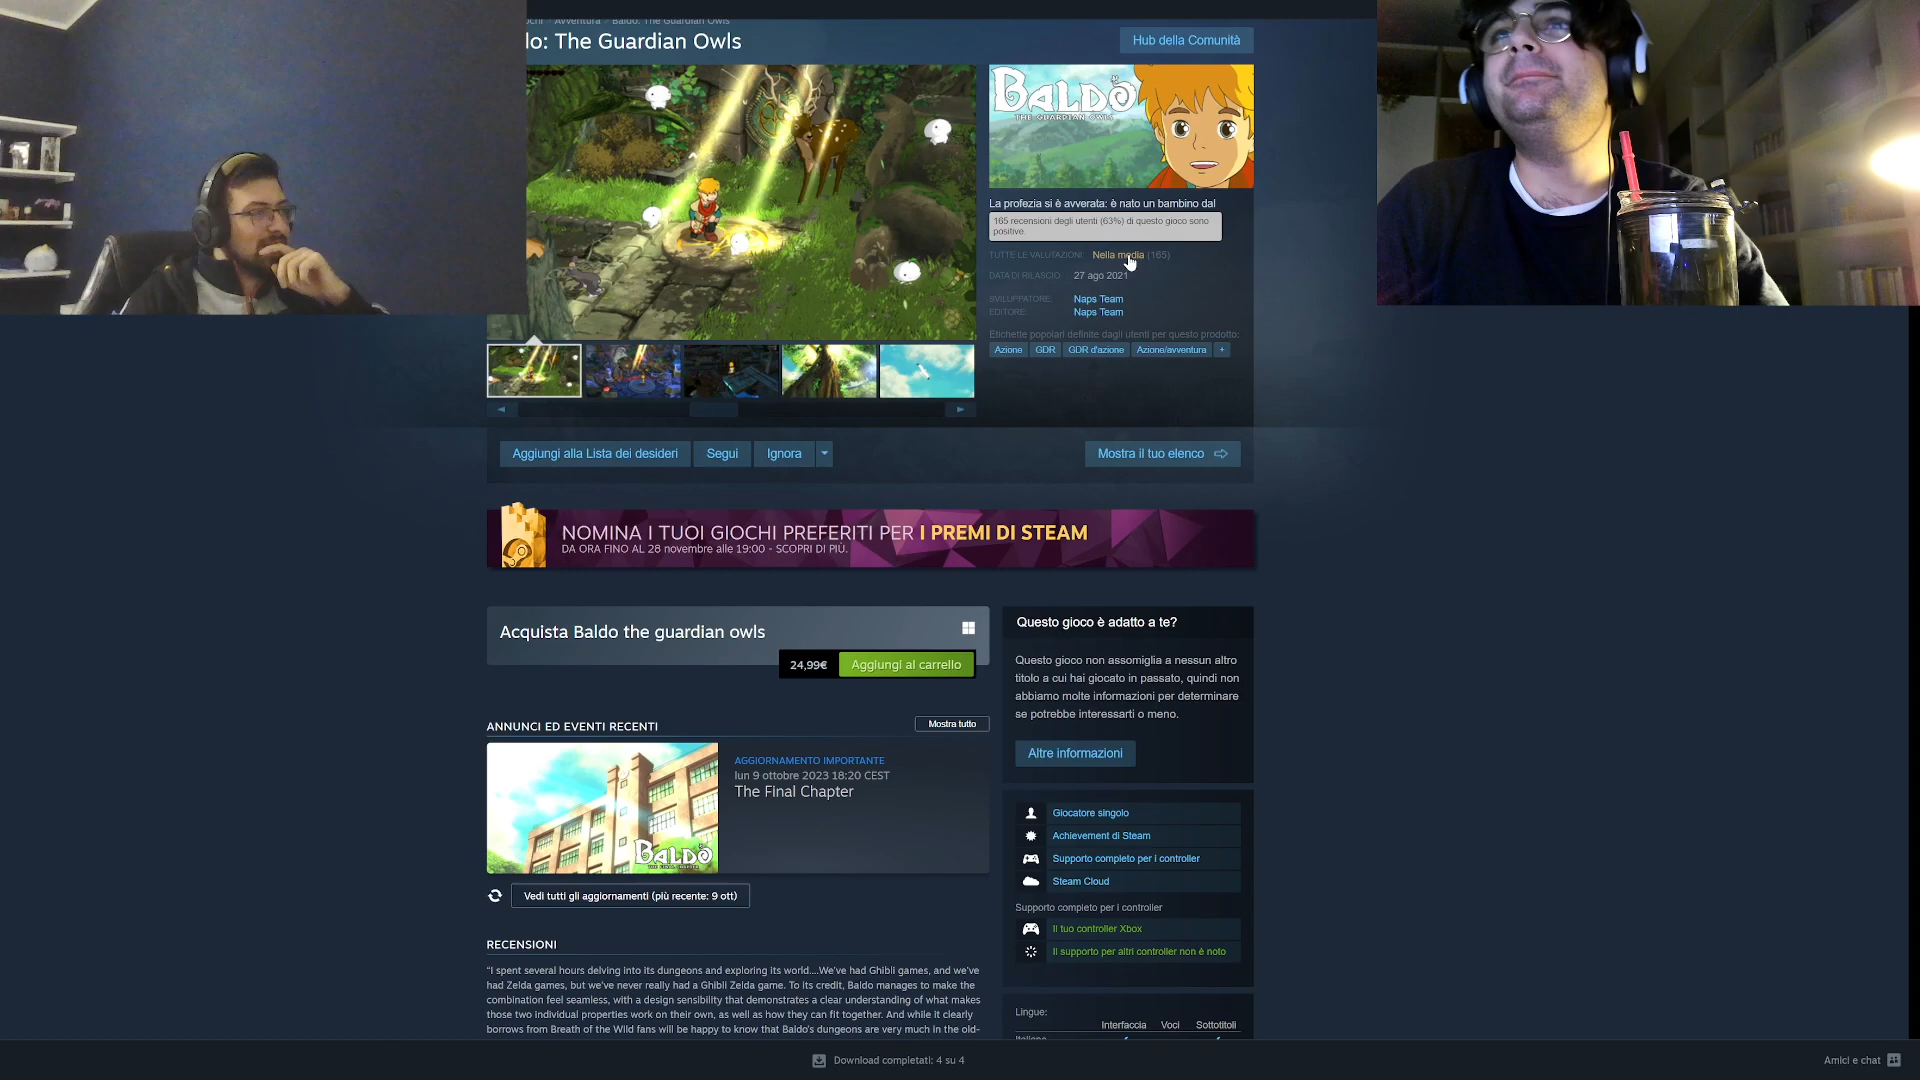 Avventura > Baldo: The Guardian Owls
lo: The Guardian Owls
Hub della Comunità
BALDO
THE GUARDIAN OWLS
La profezia si è avverata: è nato un bambino dal
165 recensioni degli utenti (63%) di questo gioco sono
positive.
TUTTE LE VALUTAZIONI: Nella media (165)
DATA DI RILASCIO: 27 ago 2021
SVILUPPATORE: Naps Team
EDITORE: Naps Team
Etichette popolari definite dagli utenti per questo prodotto:
Azione GDR GDR d'azione Azione/avventura +
Aggiungi alla Lista dei desideri Segui Ignora Mostra il tuo elenco
NOMINA I TUOI GIOCHI PREFERITI PER I PREMI DI STEAM
DA ORA FINO AL 28 novembre alle 19:00 - SCOPRI DI PIÙ.
Acquista Baldo the guardian owls
24,99€ Aggiungi al carrello
Questo gioco è adatto a te?
Questo gioco non assomiglia a nessun altro
titolo a cui hai giocato in passato, quindi non
abbiamo molte informazioni per determinare
se potrebbe interessarti o meno.
Altre informazioni
ANNUNCI ED EVENTI RECENTI Mostra tutto
AGGIORNAMENTO IMPORTANTE
lun 9 ottobre 2023 18:20 CEST
The Final Chapter
BALDO
Vedi tutti gli aggiornamenti (più recente: 9 ott)
Giocatore singolo
Achievement di Steam
Supporto completo per i controller
Steam Cloud
Supporto completo per i controller
Il tuo controller Xbox
Il supporto per altri controller non è noto
RECENSIONI
“I spent several hours delving into its dungeons and exploring its world....We've had Ghibli games, and we've
had Zelda games, but we've never really had a Ghibli Zelda game. To its credit, Baldo manages to make the
combination feel seamless, with a design sensibility that demonstrates a clear understanding of what makes
those two individual properties work on their own, as well as how they can fit together. And while it clearly
borrows from Breath of the Wild fans will be happy to know that Baldo's dungeons are very much in the old-
Lingue:
Interfaccia Voci Sottotitoli
Italiano
Download completati: 4 su 4
Amici e chat